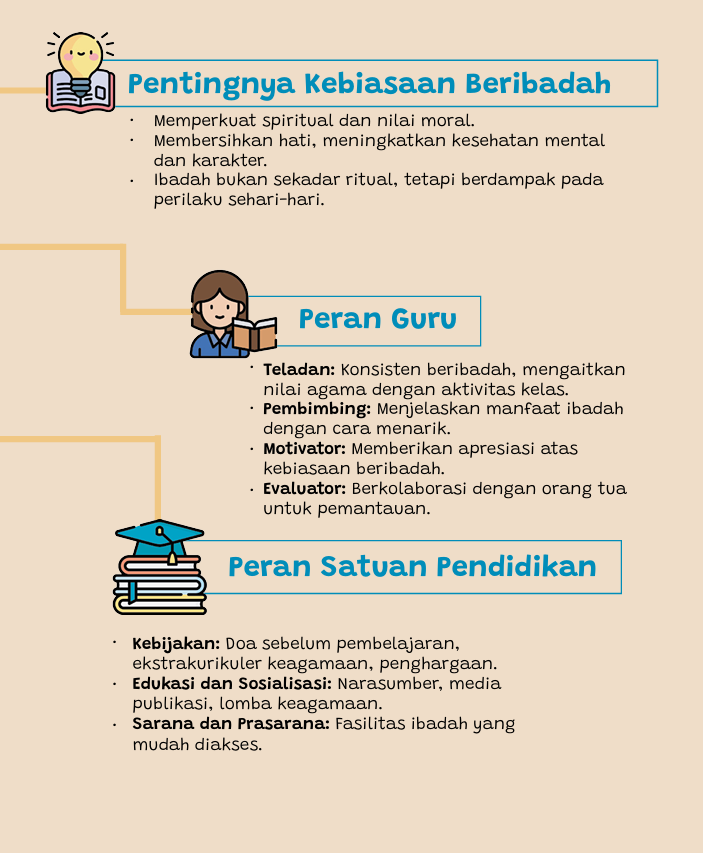 Pentingnya Kebiasaan Beribadah
· Memperkuat spiritual dan nilai moral.
· Membersihkan hati, meningkatkan kesehatan mental
dan karakter.
· Ibadah bukan sekadar ritual, tetapi berdampak pada
perilaku sehari-hari.
Peran Guru
· Teladan: Konsisten beribadah, mengaitkan
nilai agama dengan aktivitas kelas.
· Pembimbing: Menjelaskan manfaat ibadah
dengan cara menarik.
· Motivator: Memberikan apresiasi atas
kebiasaan beribadah.
· Evaluator: Berkolaborasi dengan orang tua
untuk pemantauan.
Peran Satuan Pendidikan
· Kebijakan: Doa sebelum pembelajaran,
ekstrakurikuler keagamaan, penghargaan.
· Edukasi dan Sosialisasi: Narasumber, media
publikasi, lomba keagamaan.
· Sarana dan Prasarana: Fasilitas ibadah yang
mudah diakses.